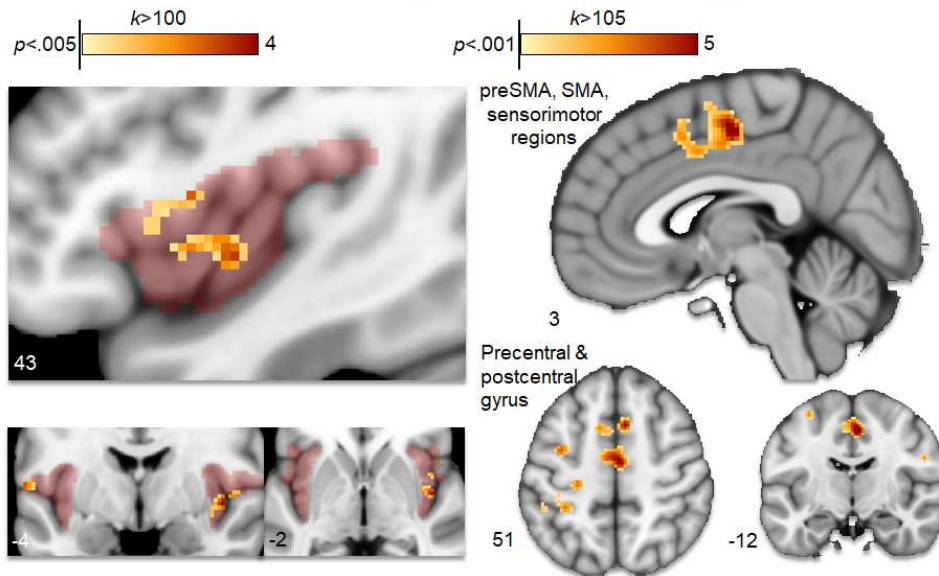 k>100
p<.005
4
43
-4
-2
k>105
p<.001
5
preSMA, SMA,
sensorimotor
regions
3
Precentral &
postcentral
gyrus
51
-12